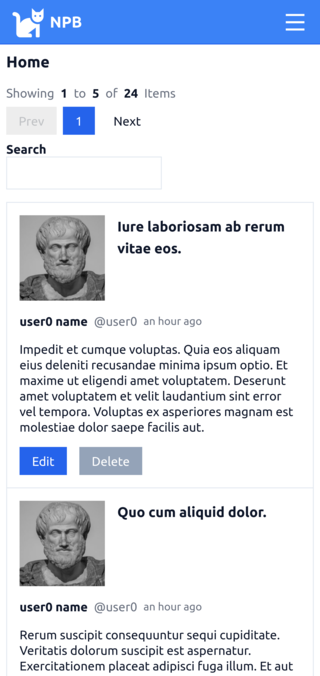 NPB
Home
Showing 1 to 5 of 24 Items
Prev 1 Next
Search
Iure laboriosam ab rerum
vitae eos.
user0 name @user0 an hour ago
Impedit et cumque voluptas. Quia eos aliquam
eius deleniti recusandae minima ipsum optio. Et
maxime ut eligendi amet voluptatem. Deserunt
amet voluptatem et velit laudantium sint error
vel tempora. Voluptas ex asperiores magnam est
molestiae dolor saepe facilis aut.
Edit Delete
Quo cum aliquid dolor.
user0 name @user0 an hour ago
Rerum suscipit consequuntur sequi cupiditate.
Veritatis dolorum suscipit est aspernatur.
Exercitationem placeat adipisci fuga illum. Et aut